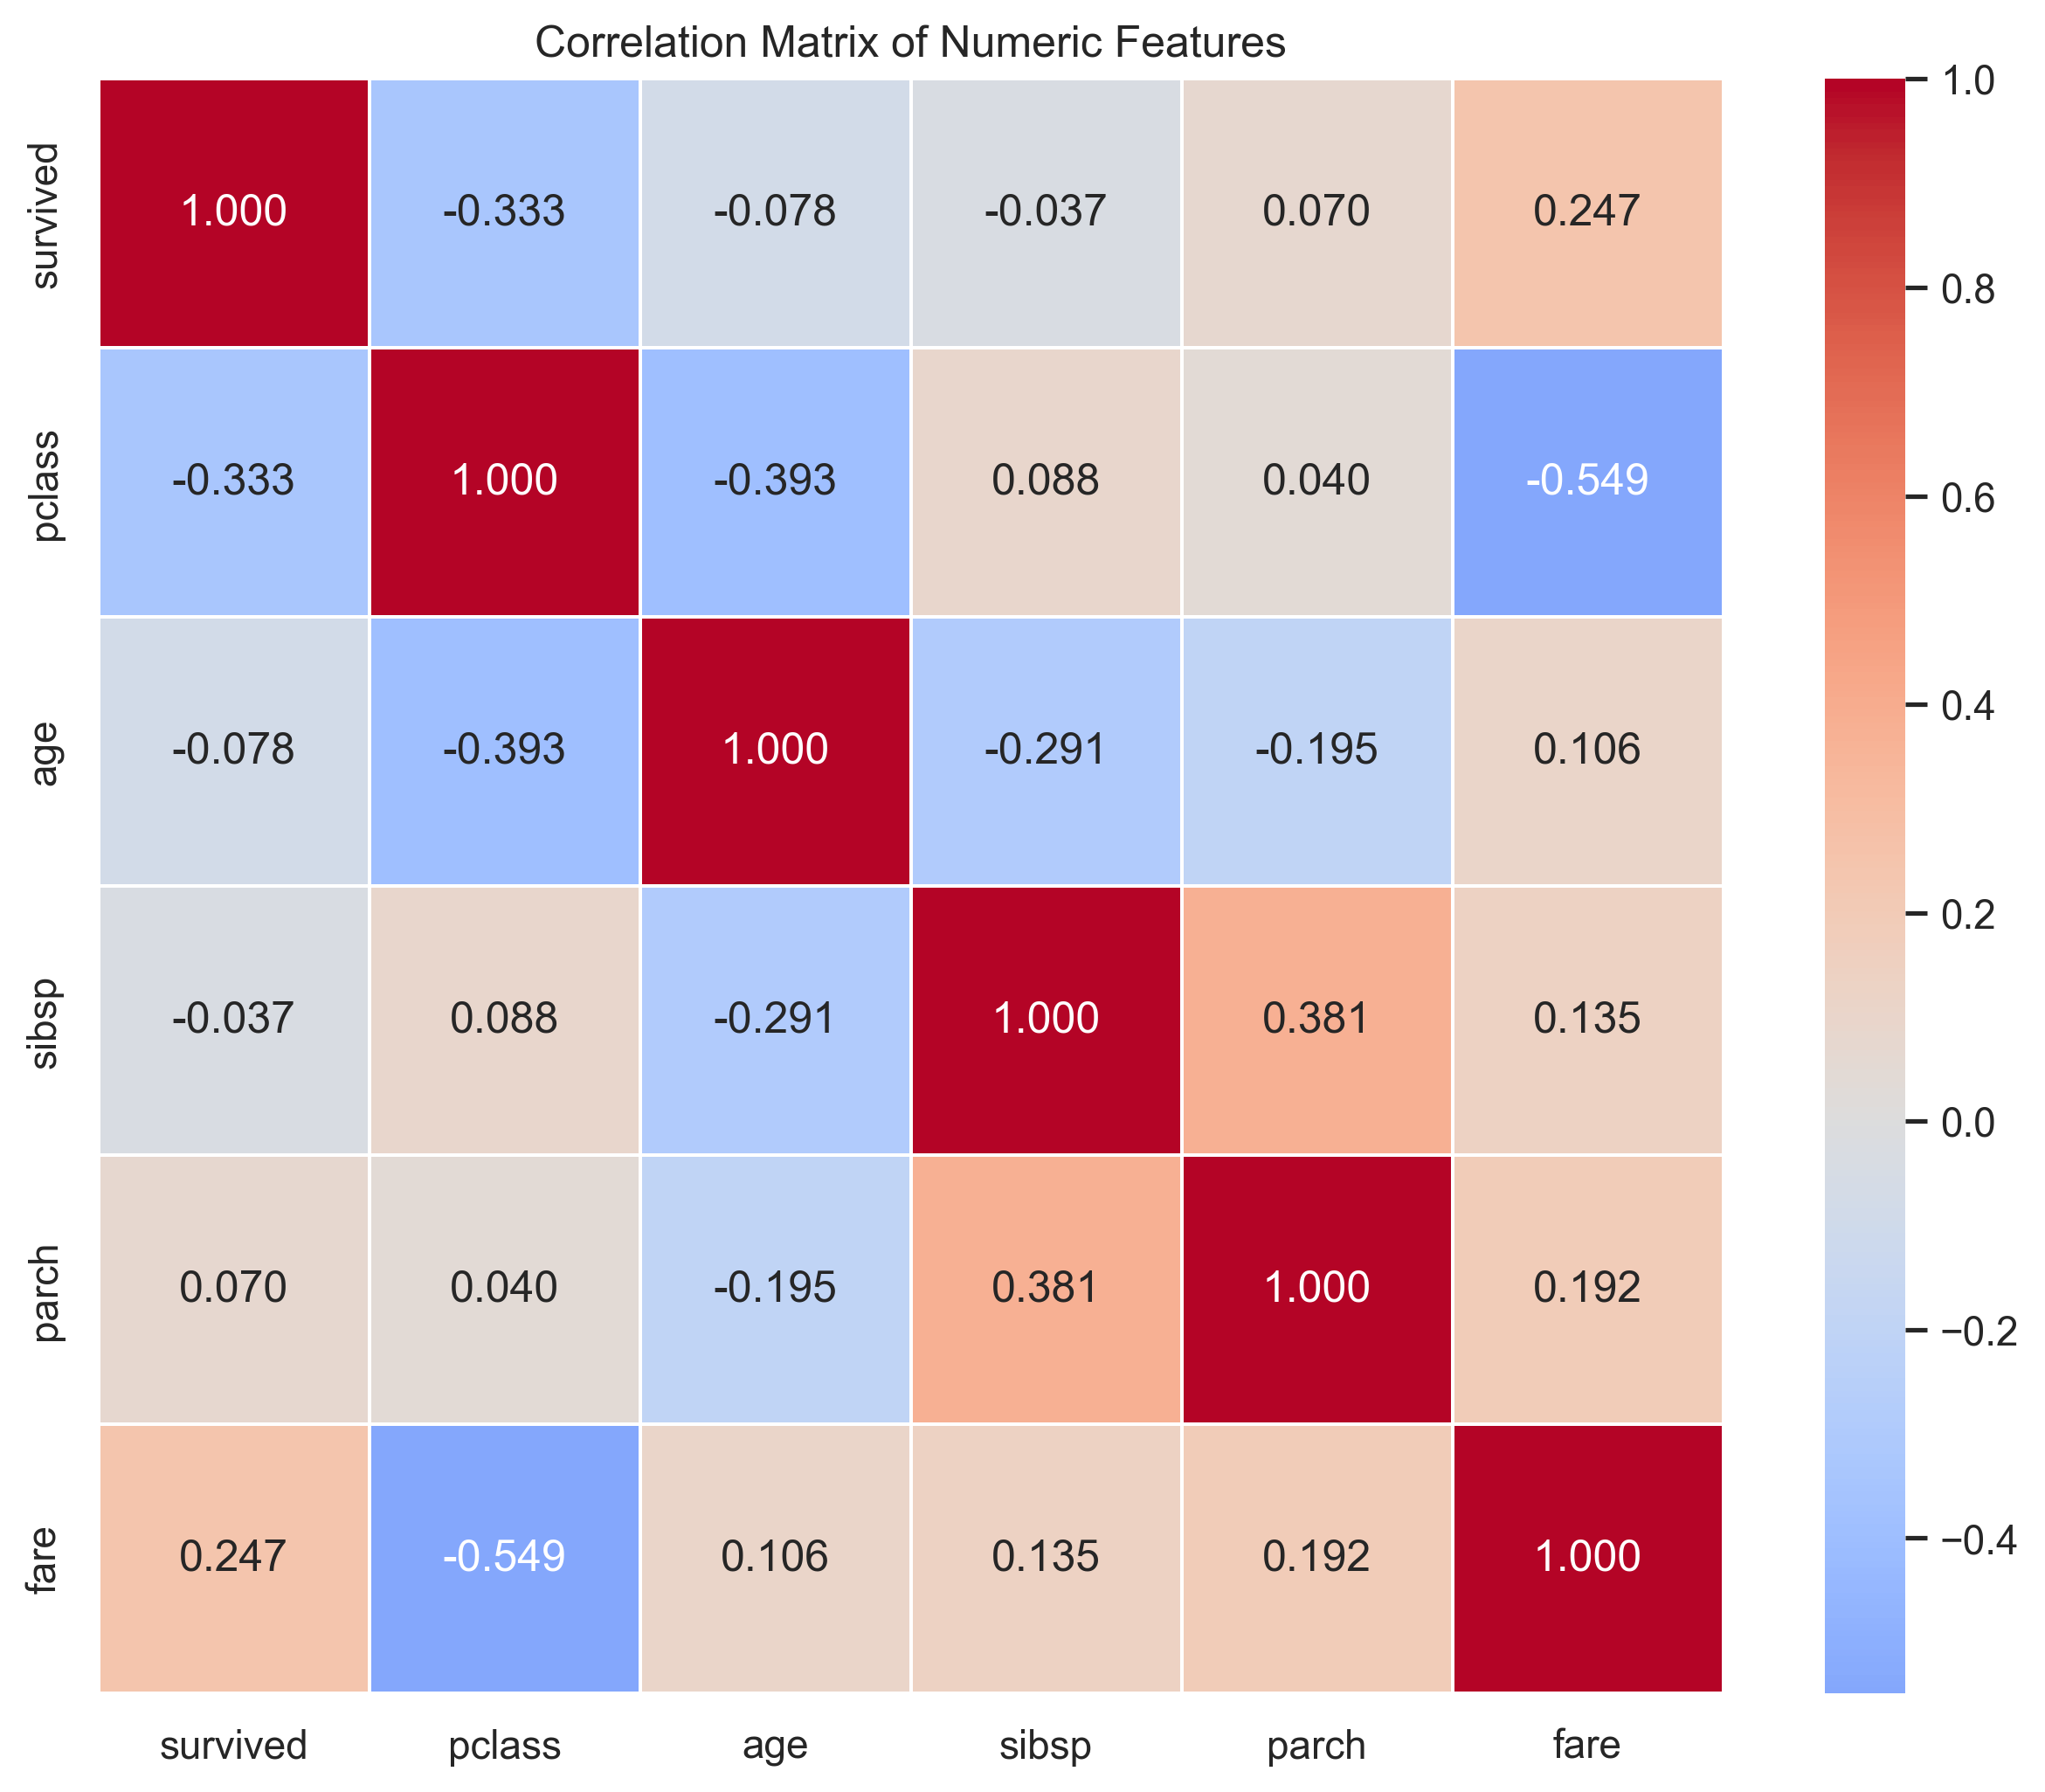 Correlation Matrix of Numeric Features
survived 1.000 -0.333 -0.078 -0.037 0.070 0.247
pclass -0.333 1.000 -0.393 0.088 0.040 -0.549
age -0.078 -0.393 1.000 -0.291 -0.195 0.106
sibsp -0.037 0.088 -0.291 1.000 0.381 0.135
parch 0.070 0.040 -0.195 0.381 1.000 0.192
fare 0.247 -0.549 0.106 0.135 0.192 1.000
survived pclass age sibsp parch fare
1.0
0.8
0.6
0.4
0.2
0.0
−0.2
−0.4